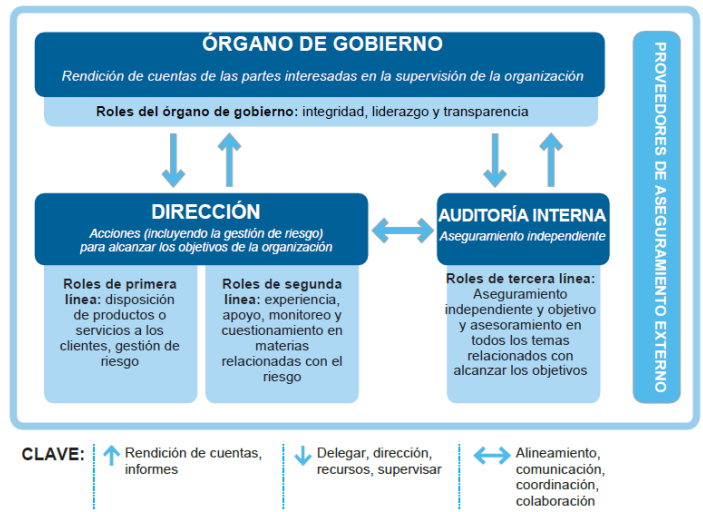 ÓRGANO DE GOBIERNO
Rendición de cuentas de las partes interesadas en la supervisión de la organización
Roles del órgano de gobierno: integridad, liderazgo y transparencia
DIRECCIÓN
Acciones (incluyendo la gestión de riesgo)
para alcanzar los objetivos de la organización
Roles de primera
línea: disposición
de productos o
servicios a los
clientes, gestión de
riesgo
Roles de segunda
línea: experiencia,
apoyo, monitoreo y
cuestionamiento en
materias
relacionadas con el
riesgo
AUDITORÍA INTERNA
Aseguramiento independiente
Roles de tercera línea:
Aseguramiento
independiente y objetivo
y asesoramiento en
todos los temas
relacionados con
alcanzar los objetivos
PROVEEDORES DE ASEGURAMIENTO EXTERNO
CLAVE:
Rendición de cuentas,
informes
Delegar, dirección,
recursos, supervisar
Alineamiento,
comunicación,
coordinación,
colaboración